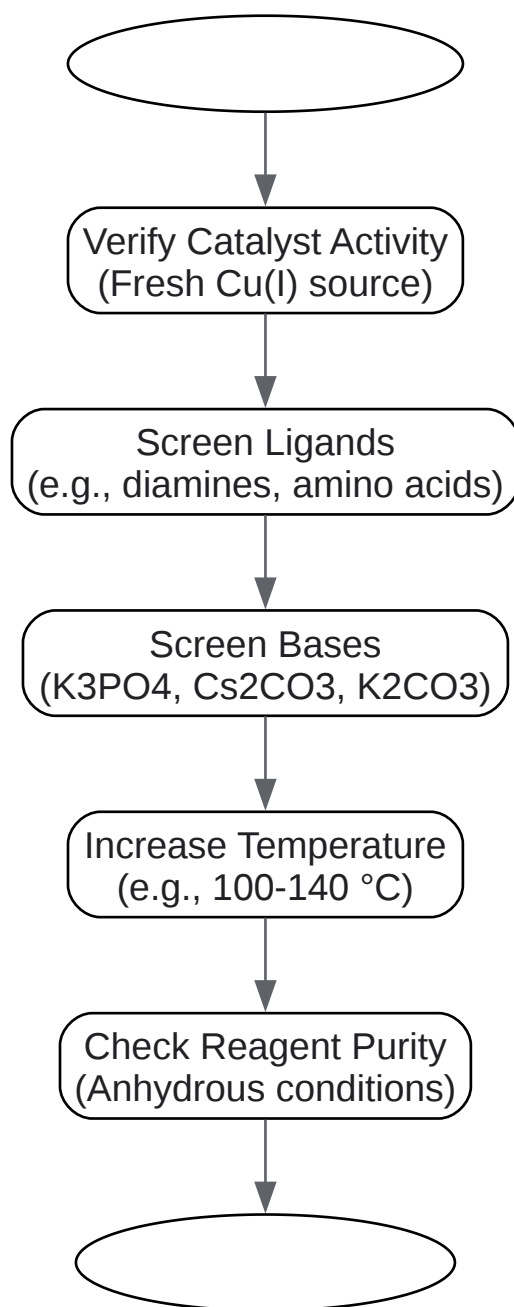 Verify Catalyst Activity
(Fresh Cu(I) source)
Screen Ligands
(e.g., diamines, amino acids)
Screen Bases
(K3PO4, Cs2CO3, K2CO3)
Increase Temperature
(e.g., 100-140 °C)
Check Reagent Purity
(Anhydrous conditions)